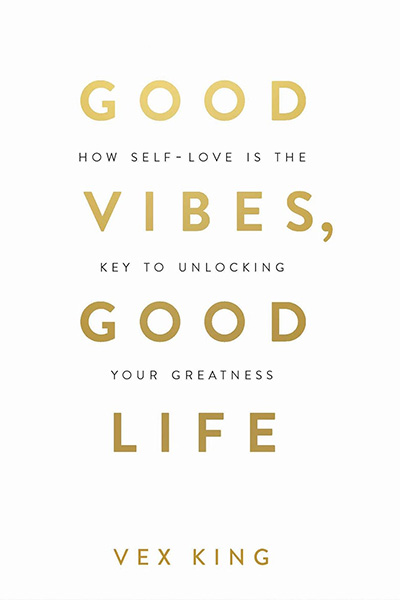 GOOD
HOW SELF-LOVE IS THE
VIBES,
KEY TO UNLOCKING
GOOD
YOUR GREATNESS
LIFE
VEX KING